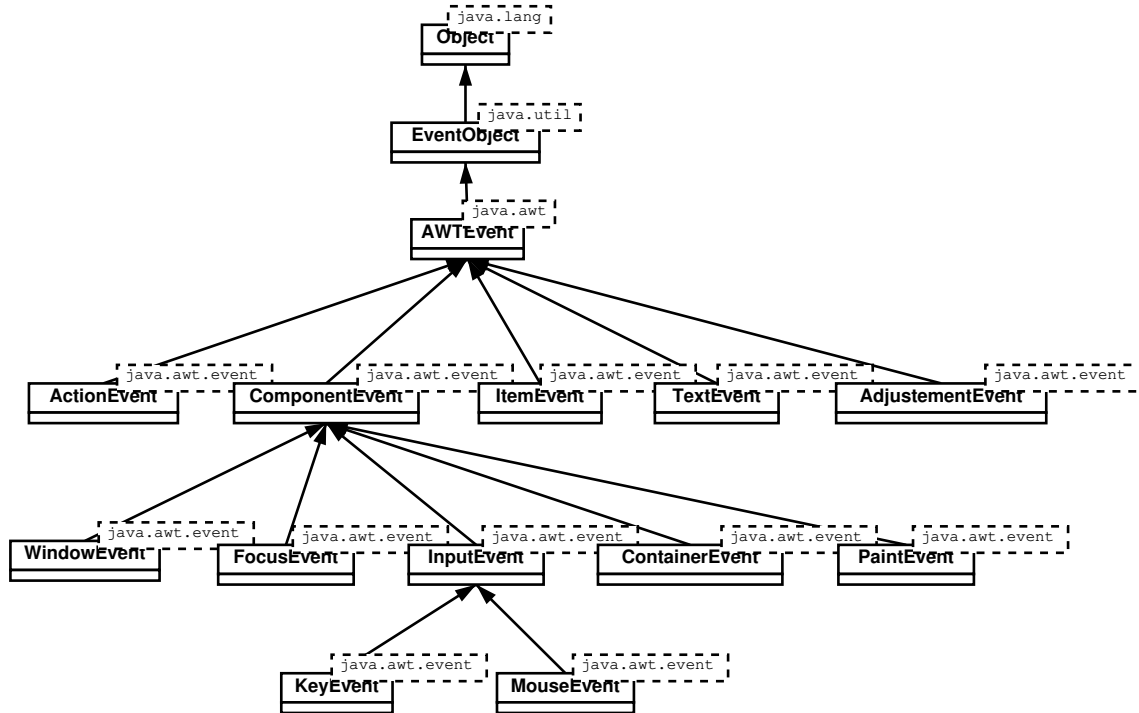 java.lang
Object
java.util
EventObject
java.awt
AWTEvent
java.awt.event
ActionEvent
java.awt.event
ComponentEvent
java.awt.event
ItemEvent
java.awt.event
TextEvent
java.awt.event
AdjustementEvent
java.awt.event
WindowEvent
java.awt.event
FocusEvent
java.awt.event
InputEvent
java.awt.event
ContainerEvent
java.awt.event
PaintEvent
java.awt.event
KeyEvent
java.awt.event
MouseEvent